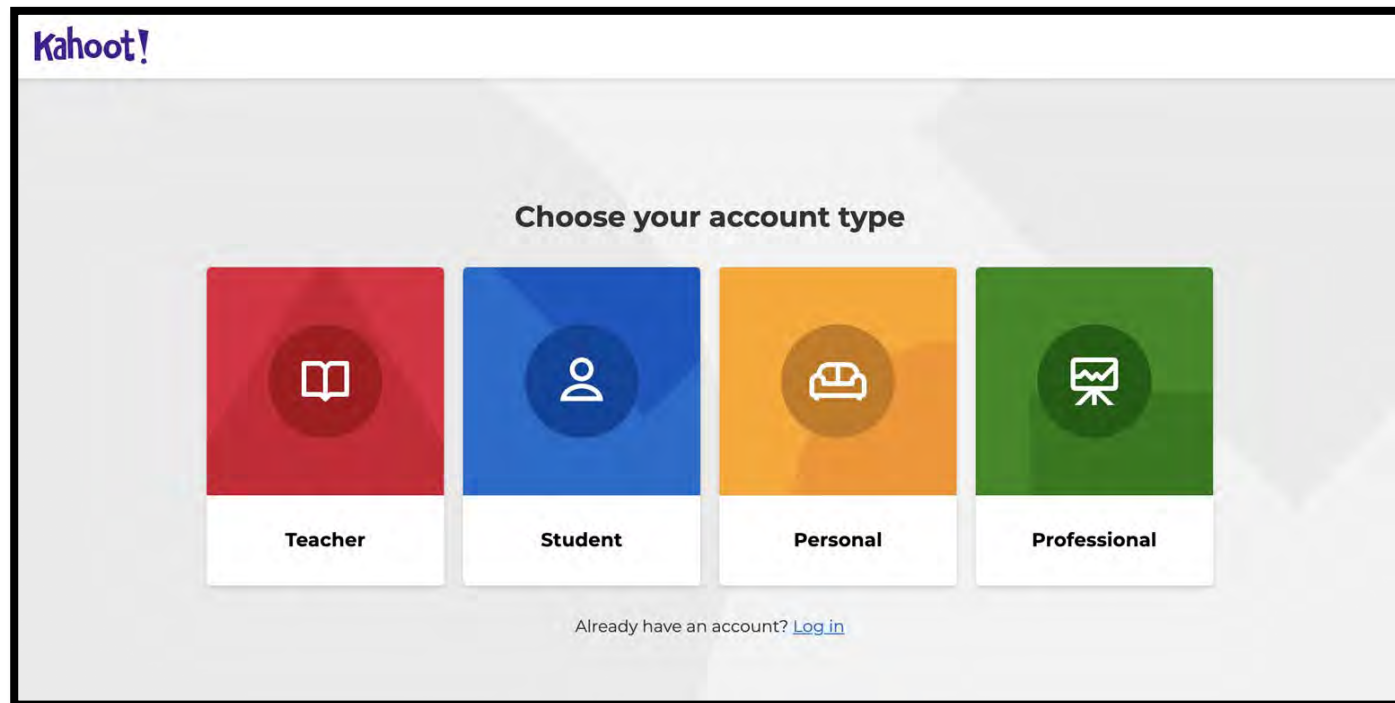 Kahoot!
Choose your account type
Teacher
Student
Personal
Professional
Already have an account? Log in